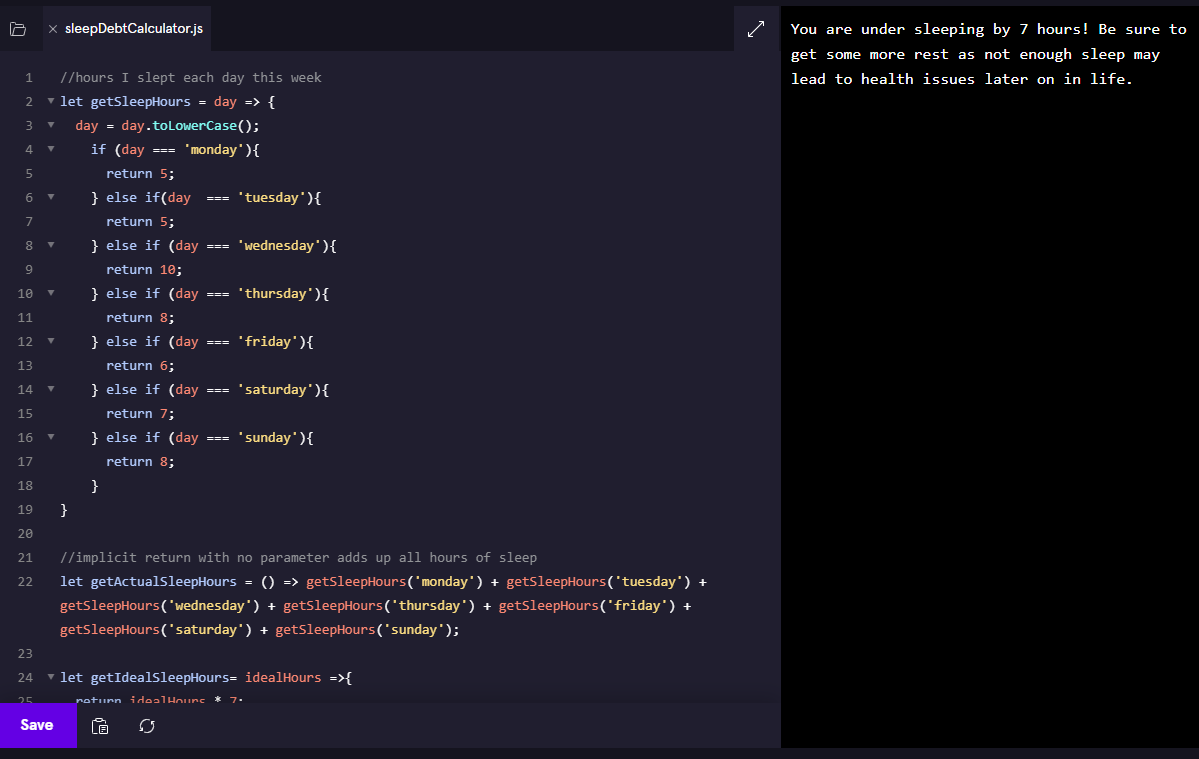 sleepDebtCalculator.js
1 //hours I slept each day this week
2 let getSleepHours = day => {
3 day = day.toLowerCase();
4 if (day === 'monday'){
5 return 5;
6 } else if(day  === 'tuesday'){
7 return 5;
8 } else if (day === 'wednesday'){
9 return 10;
10 } else if (day === 'thursday'){
11 return 8;
12 } else if (day === 'friday'){
13 return 6;
14 } else if (day === 'saturday'){
15 return 7;
16 } else if (day === 'sunday'){
17 return 8;
18 }
19 }
20
21 //implicit return with no parameter adds up all hours of sleep
22 let getActualSleepHours = () => getSleepHours('monday') + getSleepHours('tuesday') +
getSleepHours('wednesday') + getSleepHours('thursday') + getSleepHours('friday') +
getSleepHours('saturday') + getSleepHours('sunday');
23
24 let getIdealSleepHours= idealHours =>{
25 return idealHours * 7;
Save
You are under sleeping by 7 hours! Be sure to
get some more rest as not enough sleep may
lead to health issues later on in life.